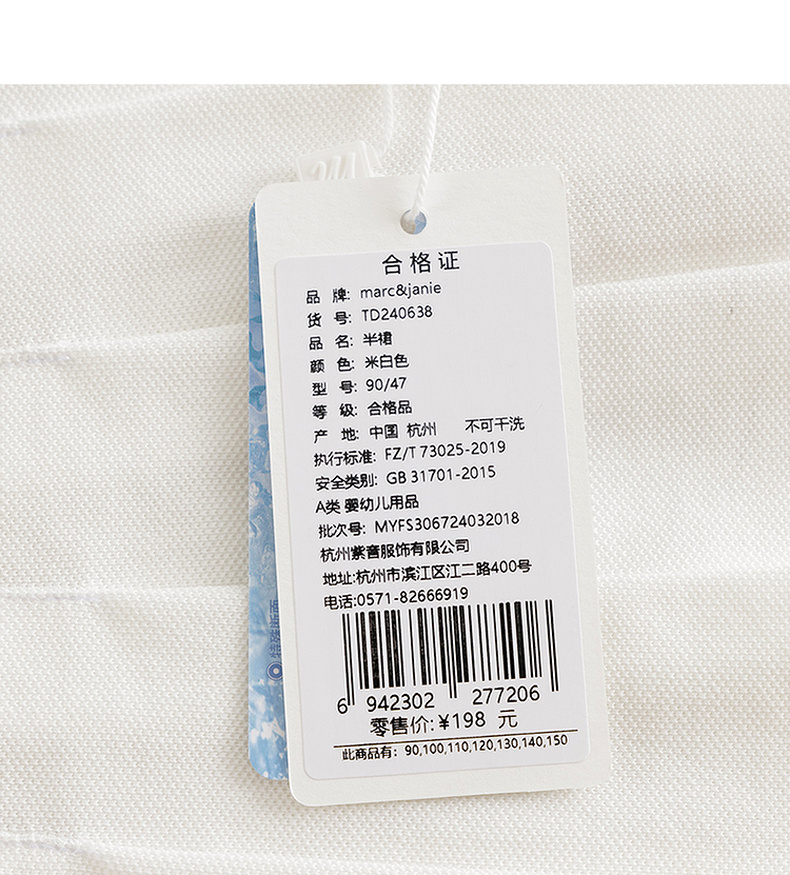 合格证
品 牌: marc&janie
货 号: TD240638
品 名: 半裙
颜 色: 米白色
型 号: 90/47
等 级: 合格品
产 地: 中国 杭州 不可干洗
执行标准: FZ/T 73025-2019
安全类别: GB 31701-2015
A类 婴幼儿用品
批次号: MYFS306724032018
杭州紫音服饰有限公司
地址:杭州市滨江区江二路400号
电话:0571-82666919
6 942302 277206
零售价:¥198 元
此商品有: 90,100,110,120,130,140,150